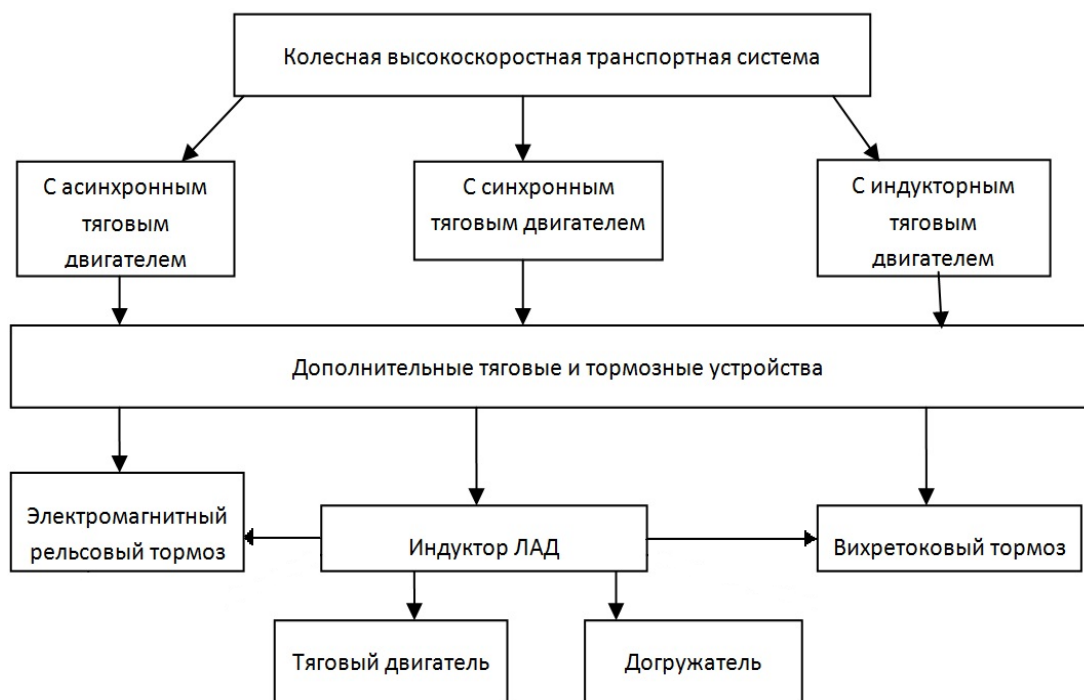 Колесная высокоскоростная транспортная система
С асинхронным
тяговым
двигателем
С синхронным
тяговым двигателем
С индукторным
тяговым
двигателем
Дополнительные тяговые и тормозные устройства
Электромагнитный
рельсовый тормоз
Индуктор ЛАД
Вихретоковый тормоз
Тяговый двигатель
Догружатель